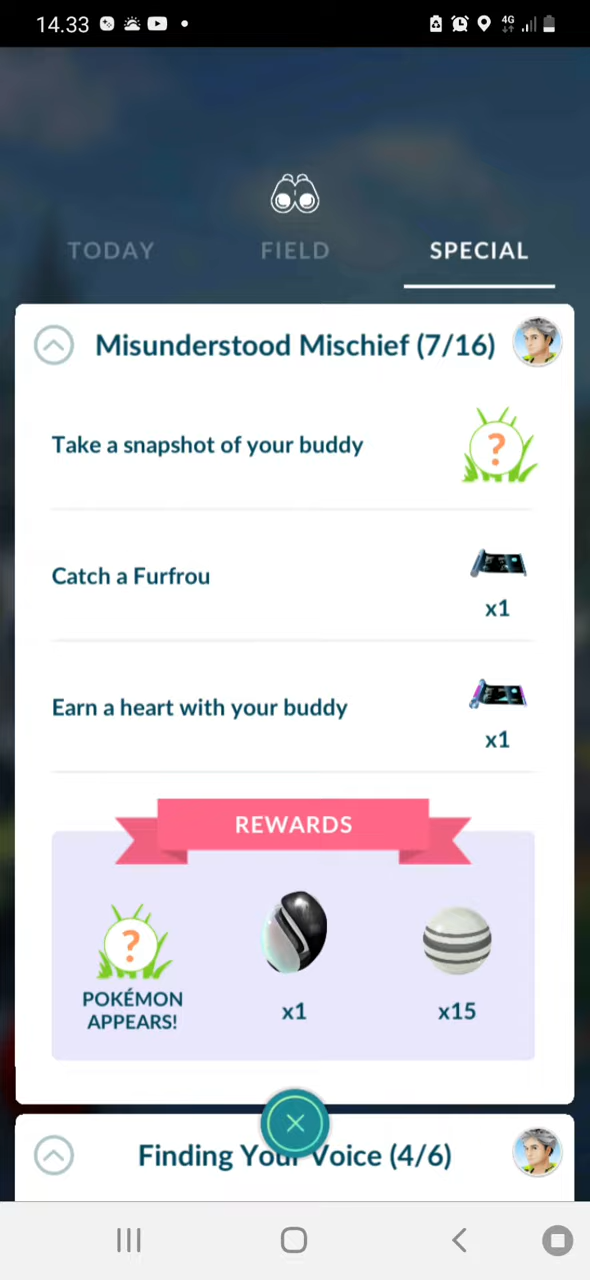 14.33
4G
TODAY
FIELD
SPECIAL
Misunderstood Mischief (7/16)
Take a snapshot of your buddy
?
Catch a Furfrou
x1
Earn a heart with your buddy
x1
REWARDS
?
POKÉMON
APPEARS!
x1
x15
Finding Your Voice (4/6)